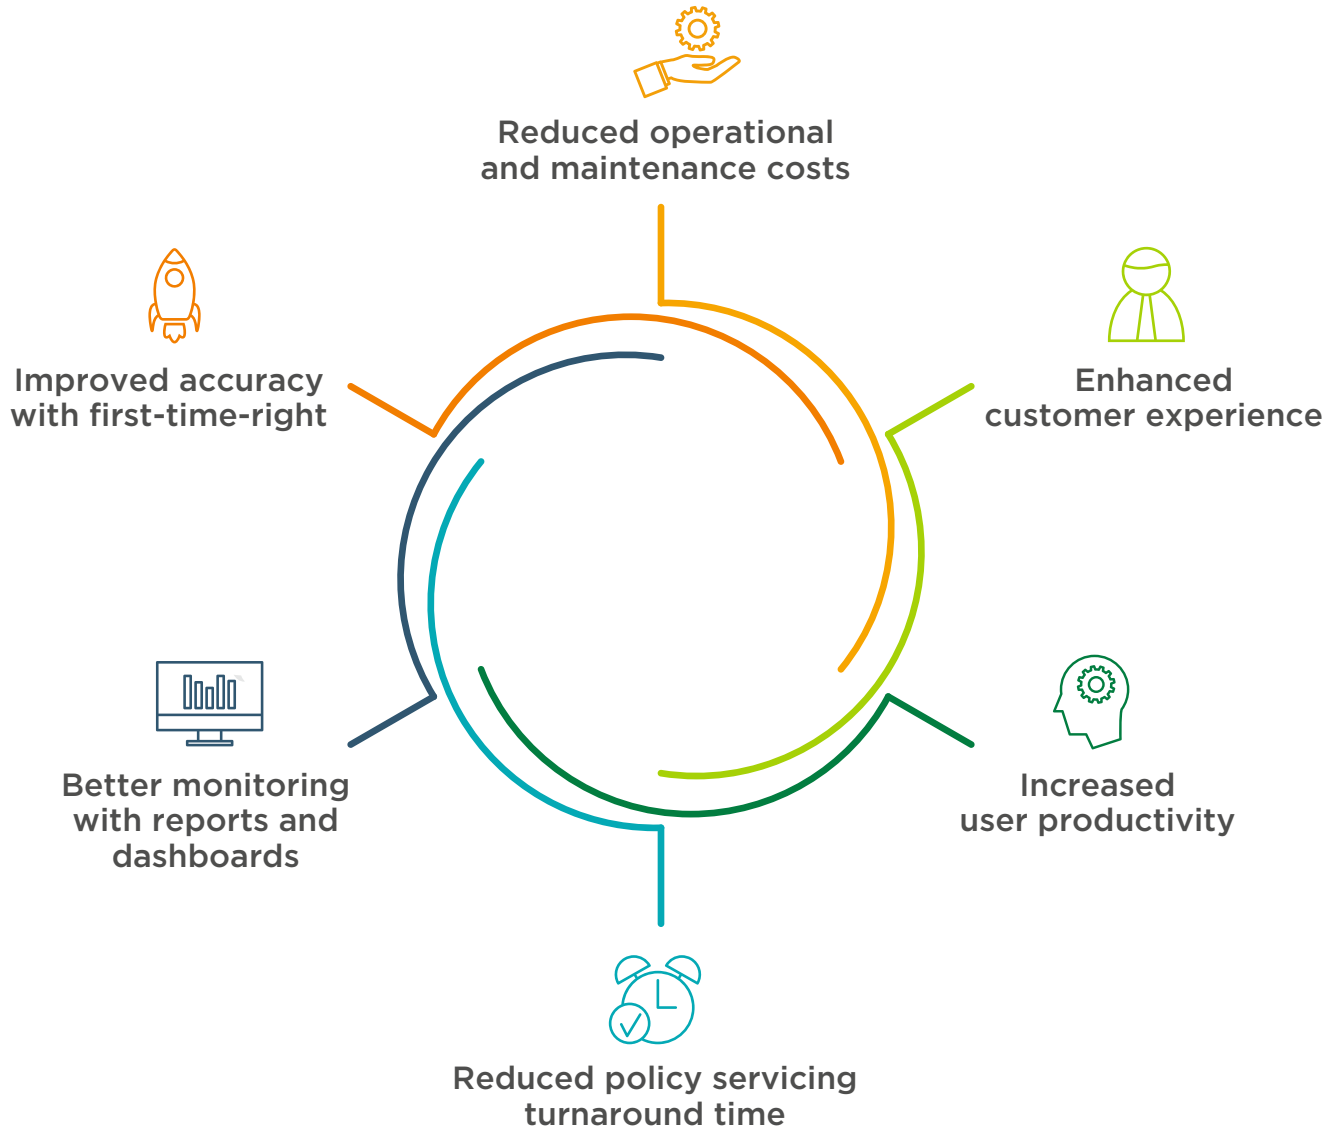 Reduced operational
and maintenance costs
Improved accuracy
with first-time-right
Enhanced
customer experience
Better monitoring
with reports and
dashboards
Increased
user productivity
Reduced policy servicing
turnaround time